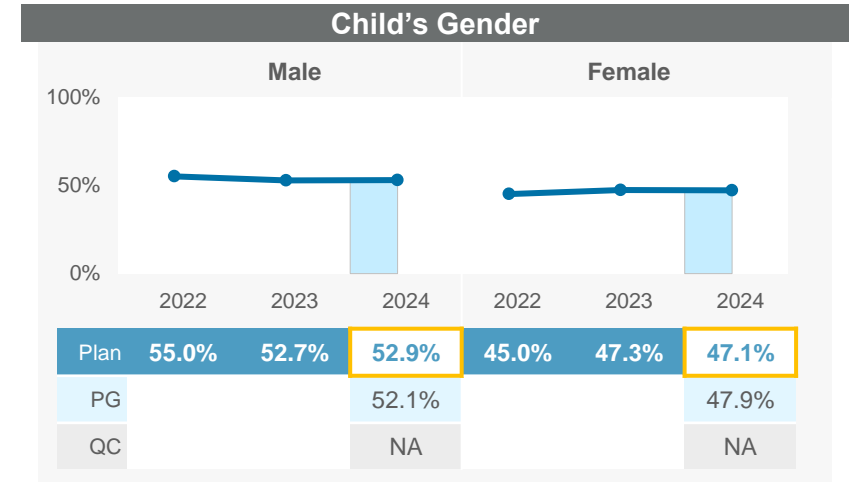 Child's Gender
Male Female
100%
50%
0%
2022 2023 2024 2022 2023 2024
Plan 55.0% 52.7% 52.9% 45.0% 47.3% 47.1%
PG 52.1% 47.9%
QC NA NA